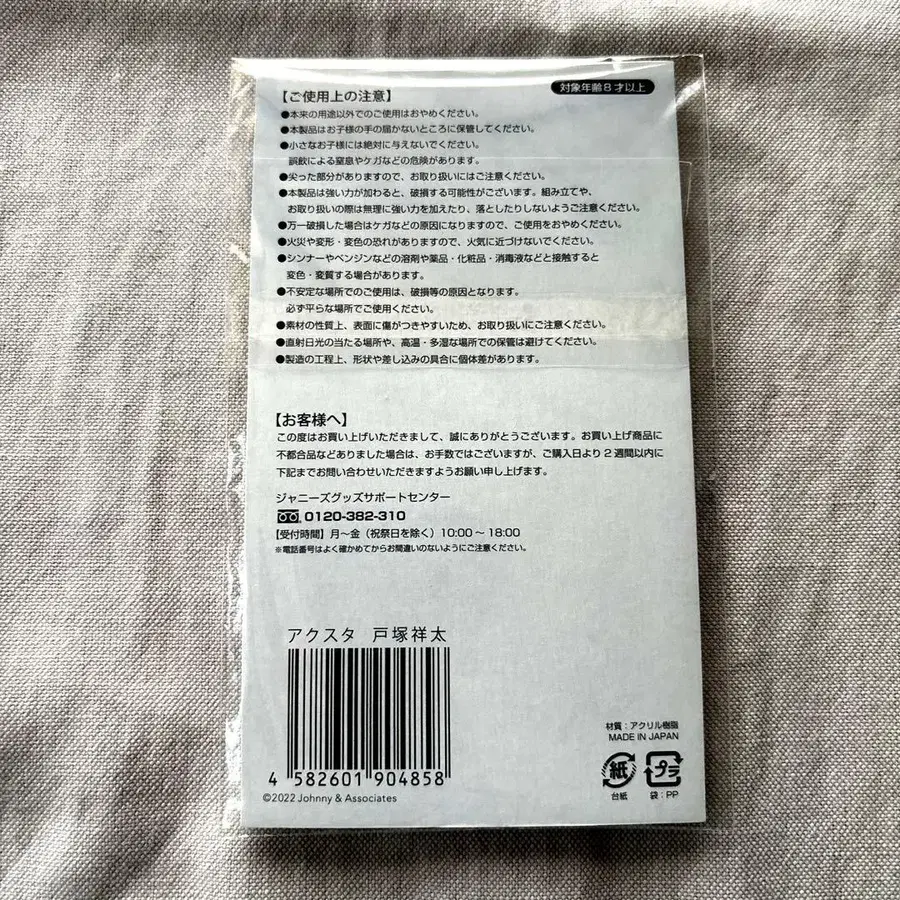 【ご使用上の注意】
対象年齢8才以上
●本来の用途以外でのご使用はおやめください。
●本製品はお子様の手の届かないところに保管してください。
●小さなお子様には絶対に与えないでください。
誤飲による窒息やケガなどの危険があります。
●尖った部分がありますので、お取り扱いにはご注意ください。
●本製品は強い力が加わると、破損する可能性がございます。組み立てや、
お取り扱いの際は無理に強い力を加えたり、落としたりしないようご注意ください。
●万一破損した場合はケガなどの原因になりますので、ご使用をおやめください。
●火災や変形・変色の恐れがありますので、火気に近づけないでください。
●シンナーやベンジンなどの溶剤や薬品・化粧品・消毒液などと接触すると
変色・変質する場合があります。
●不安定な場所でのご使用は、破損等の原因となります。
必ず平らな場所でご使用ください。
●素材の性質上、表面に傷がつきやすいため、お取り扱いにご注意ください。
●直射日光の当たる場所や、高温・多湿な場所での保管は避けてください。
●製造の工程上、形状や差し込みの具合に個体差があります。
【お客様へ】
この度はお買い上げいただきまして、誠にありがとうございます。お買い上げ商品に
不都合品などありました場合は、お手数ではございますが、ご購入日より2週間以内に
下記までお問い合わせいただきますようお願い申し上げます。
ジャニーズグッズサポートセンター
0120-382-310
【受付時間】月〜金（祝祭日を除く）10:00〜18:00
※電話番号はよく確かめてからお間違いのないようにご注意ください。
アクスタ 戸塚祥太
4 582601 904858
©2022 Johnny & Associates
材質：アクリル樹脂
MADE IN JAPAN
紙 プラ
台紙 袋：PP